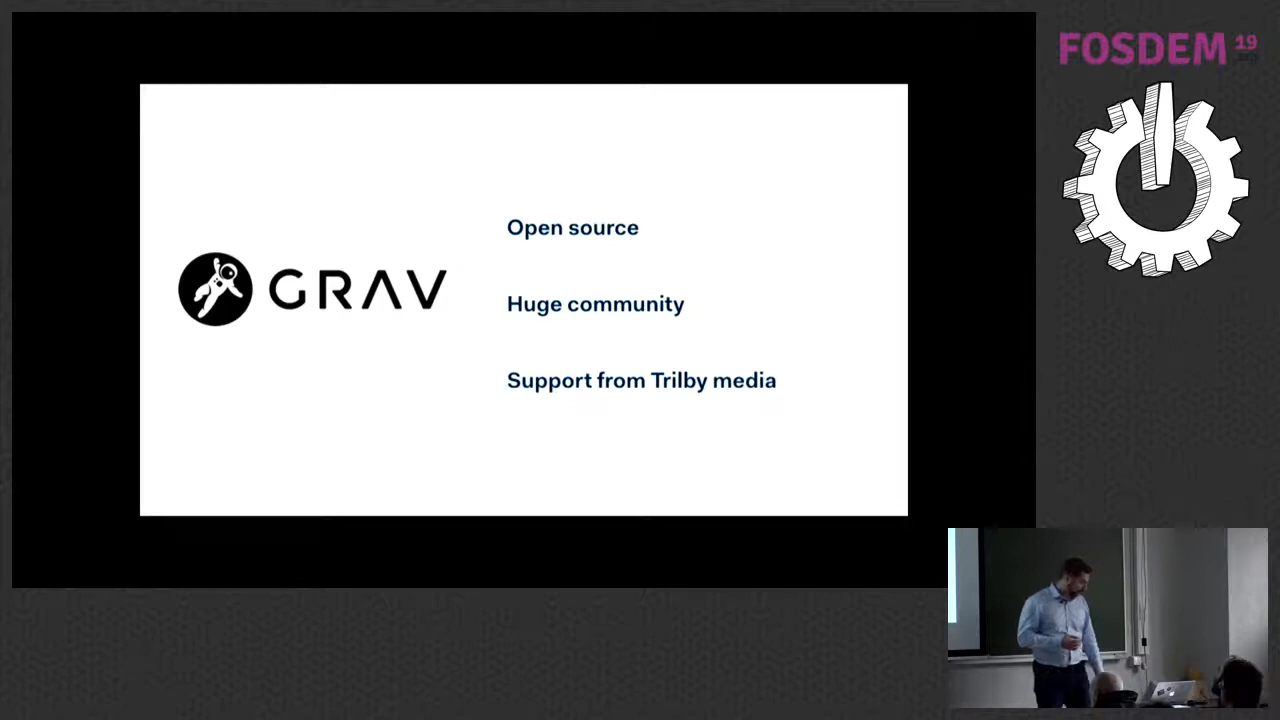 FOSDEM 19
GRAV
Open source
Huge community
Support from Trilby media